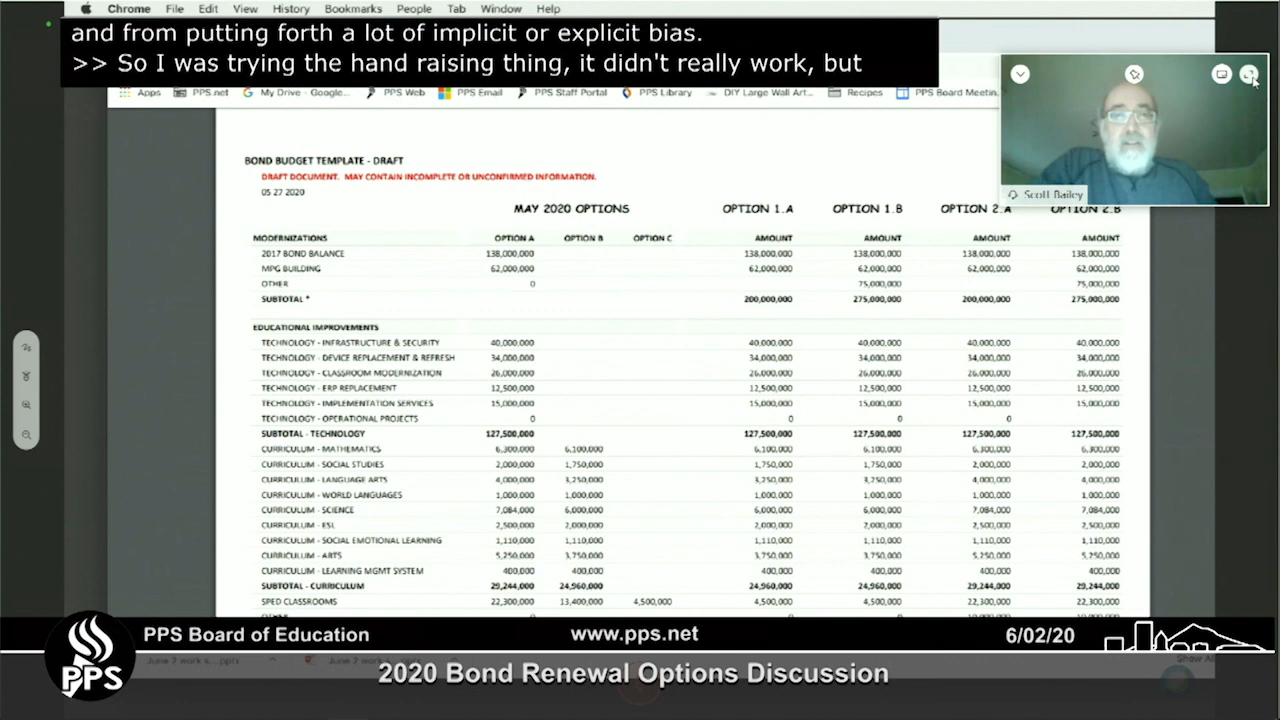 Chrome File Edit View History Bookmarks People Tab Window Help
and from putting forth a lot of implicit or explicit bias.
>> So I was trying the hand raising thing, it didn't really work, but
Apps PPS.net My Drive - Google... PPS Web PPS Email PPS Staff Portal PPS Library DIY Large Wall Art... Recipes PPS Board Meetin...
Scott Bailey
BOND BUDGET TEMPLATE - DRAFT
DRAFT DOCUMENT. MAY CONTAIN INCOMPLETE OR UNCONFIRMED INFORMATION.
05 27 2020
MAY 2020 OPTIONS OPTION 1.A OPTION 1.B OPTION 2.A OPTION 2.B
MODERNIZATIONS OPTION A OPTION B OPTION C AMOUNT AMOUNT AMOUNT AMOUNT
2017 BOND BALANCE 138,000,000 138,000,000 138,000,000 138,000,000 138,000,000
MPG BUILDING 62,000,000 62,000,000 62,000,000 62,000,000 62,000,000
OTHER 0 75,000,000 75,000,000
SUBTOTAL * 200,000,000 275,000,000 200,000,000 275,000,000
EDUCATIONAL IMPROVEMENTS
TECHNOLOGY - INFRASTRUCTURE & SECURITY 40,000,000 40,000,000 40,000,000 40,000,000 40,000,000
TECHNOLOGY - DEVICE REPLACEMENT & REFRESH 34,000,000 34,000,000 34,000,000 34,000,000 34,000,000
TECHNOLOGY - CLASSROOM MODERNIZATION 26,000,000 26,000,000 26,000,000 26,000,000 26,000,000
TECHNOLOGY - ERP REPLACEMENT 12,500,000 12,500,000 12,500,000 12,500,000 12,500,000
TECHNOLOGY - IMPLEMENTATION SERVICES 15,000,000 15,000,000 15,000,000 15,000,000 15,000,000
TECHNOLOGY - OPERATIONAL PROJECTS 0 0 0 0
SUBTOTAL - TECHNOLOGY 127,500,000 127,500,000 127,500,000 127,500,000 127,500,000
CURRICULUM - MATHEMATICS 6,300,000 6,100,000 6,100,000 6,100,000 6,300,000 6,300,000
CURRICULUM - SOCIAL STUDIES 2,000,000 1,750,000 1,750,000 1,750,000 2,000,000 2,000,000
CURRICULUM - LANGUAGE ARTS 4,000,000 3,250,000 3,250,000 3,250,000 4,000,000 4,000,000
CURRICULUM - WORLD LANGUAGES 1,000,000 1,000,000 1,000,000 1,000,000 1,000,000 1,000,000
CURRICULUM - SCIENCE 7,084,000 6,000,000 6,000,000 6,000,000 7,084,000 7,084,000
CURRICULUM - ESL 2,500,000 2,000,000 2,000,000 2,000,000 2,500,000 2,500,000
CURRICULUM - SOCIAL EMOTIONAL LEARNING 1,110,000 1,110,000 1,110,000 1,110,000 1,110,000 1,110,000
CURRICULUM - ARTS 5,250,000 3,750,000 3,750,000 3,750,000 5,250,000 5,250,000
CURRICULUM - LEARNING MGMT SYSTEM 400,000 400,000 400,000 400,000 400,000 400,000
SUBTOTAL - CURRICULUM 29,244,000 24,960,000 24,960,000 24,960,000 29,244,000 29,244,000
SPED CLASSROOMS 22,300,000 13,400,000 4,500,000 4,500,000 4,500,000 22,300,000 22,300,000
PPS Board of Education www.pps.net 6/02/20
PPS
2020 Bond Renewal Options Discussion